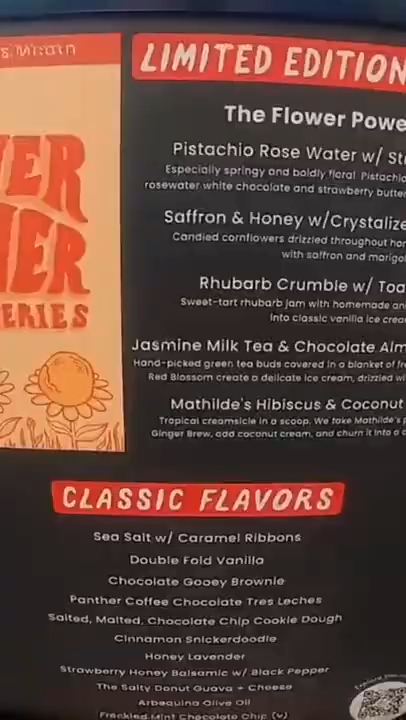 LIMITED EDITION
The Flower Powe
Pistachio Rose Water w/ St
Especially springy and boldly floral. Pistachio
rosewater white chocolate and strawberry butter
Saffron & Honey w/Crystalize
Candied cornflowers drizzled throughout hon
with saffron and marigol
Rhubarb Crumble w/ Toa
Sweet-tart rhubarb jam with homemade an
into classic vanilla ice crea
Jasmine Milk Tea & Chocolate Alm
Hand-picked green tea buds covered in a blanket of fre
Red Blossom create a delicate ice cream, drizzled wi
Mathilde's Hibiscus & Coconut
Tropical creamsicle in a scoop. We take Mathilde's
Ginger Brew, add coconut cream, and churn it into a
VER
ER
ERIES
CLASSIC FLAVORS
Sea Salt w/ Caramel Ribbons
Double Fold Vanilla
Chocolate Gooey Brownie
Panther Coffee Chocolate Tres Leches
Salted, Malted, Chocolate Chip Cookie Dough
Cinnamon Snickerdoodle
Honey Lavender
Strawberry Honey Balsamic w/ Black Pepper
The Salty Donut Guava + Cheese
Arbequina Olive Oil
Freckled Mint Chocolate Chip (v)